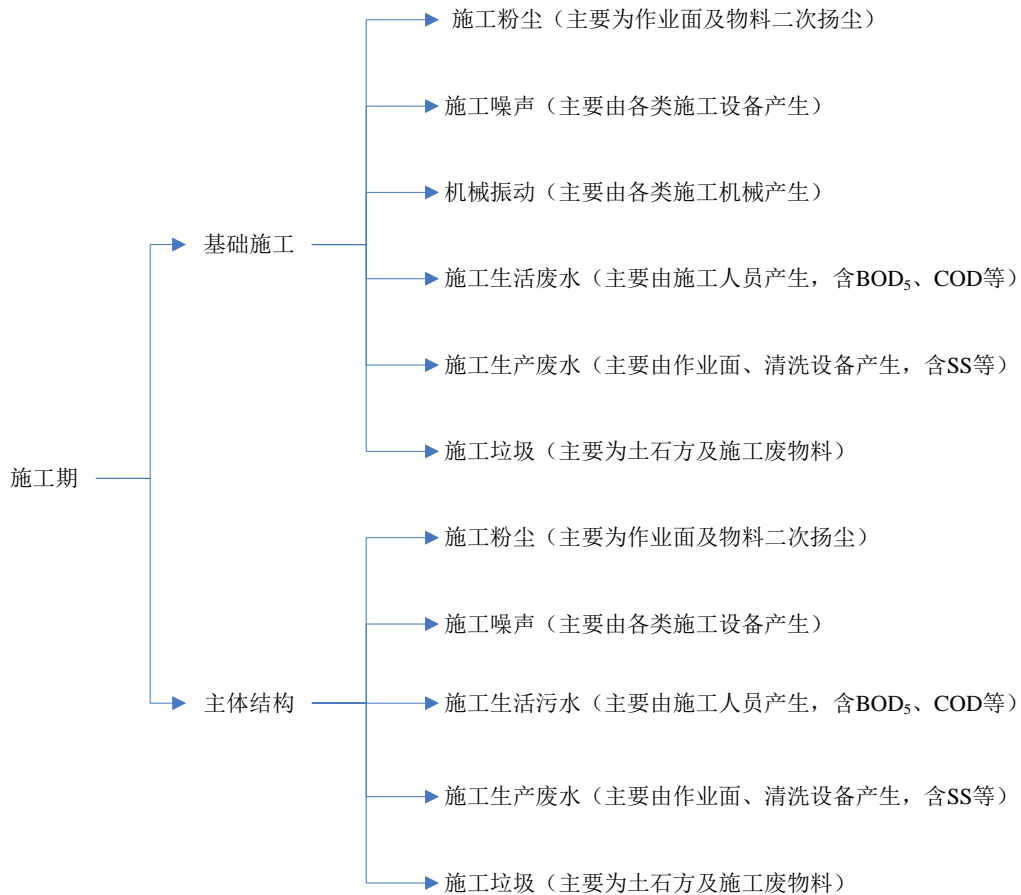 施工粉尘（主要为作业面及物料二次扬尘）
施工噪声（主要由各类施工设备产生）
机械振动（主要由各类施工机械产生）
基础施工
施工生活废水（主要由施工人员产生，含BOD₅、COD等）
施工生产废水（主要由作业面、清洗设备产生，含SS等）
施工垃圾（主要为土石方及施工废物料）
施工期
施工粉尘（主要为作业面及物料二次扬尘）
施工噪声（主要由各类施工设备产生）
主体结构
施工生活污水（主要由施工人员产生，含BOD₅、COD等）
施工生产废水（主要由作业面、清洗设备产生，含SS等）
施工垃圾（主要为土石方及施工废物料）